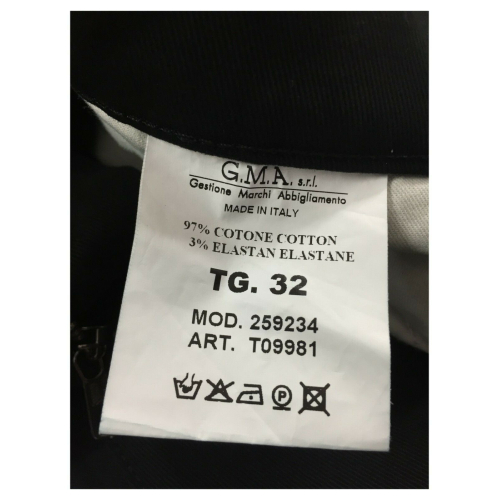 G.M.A. s.r.l.
Gestione Marchi Abbigliamento
MADE IN ITALY
97% COTONE COTTON
3% ELASTAN ELASTANE
TG. 32
MOD. 259234
ART. T09981
P